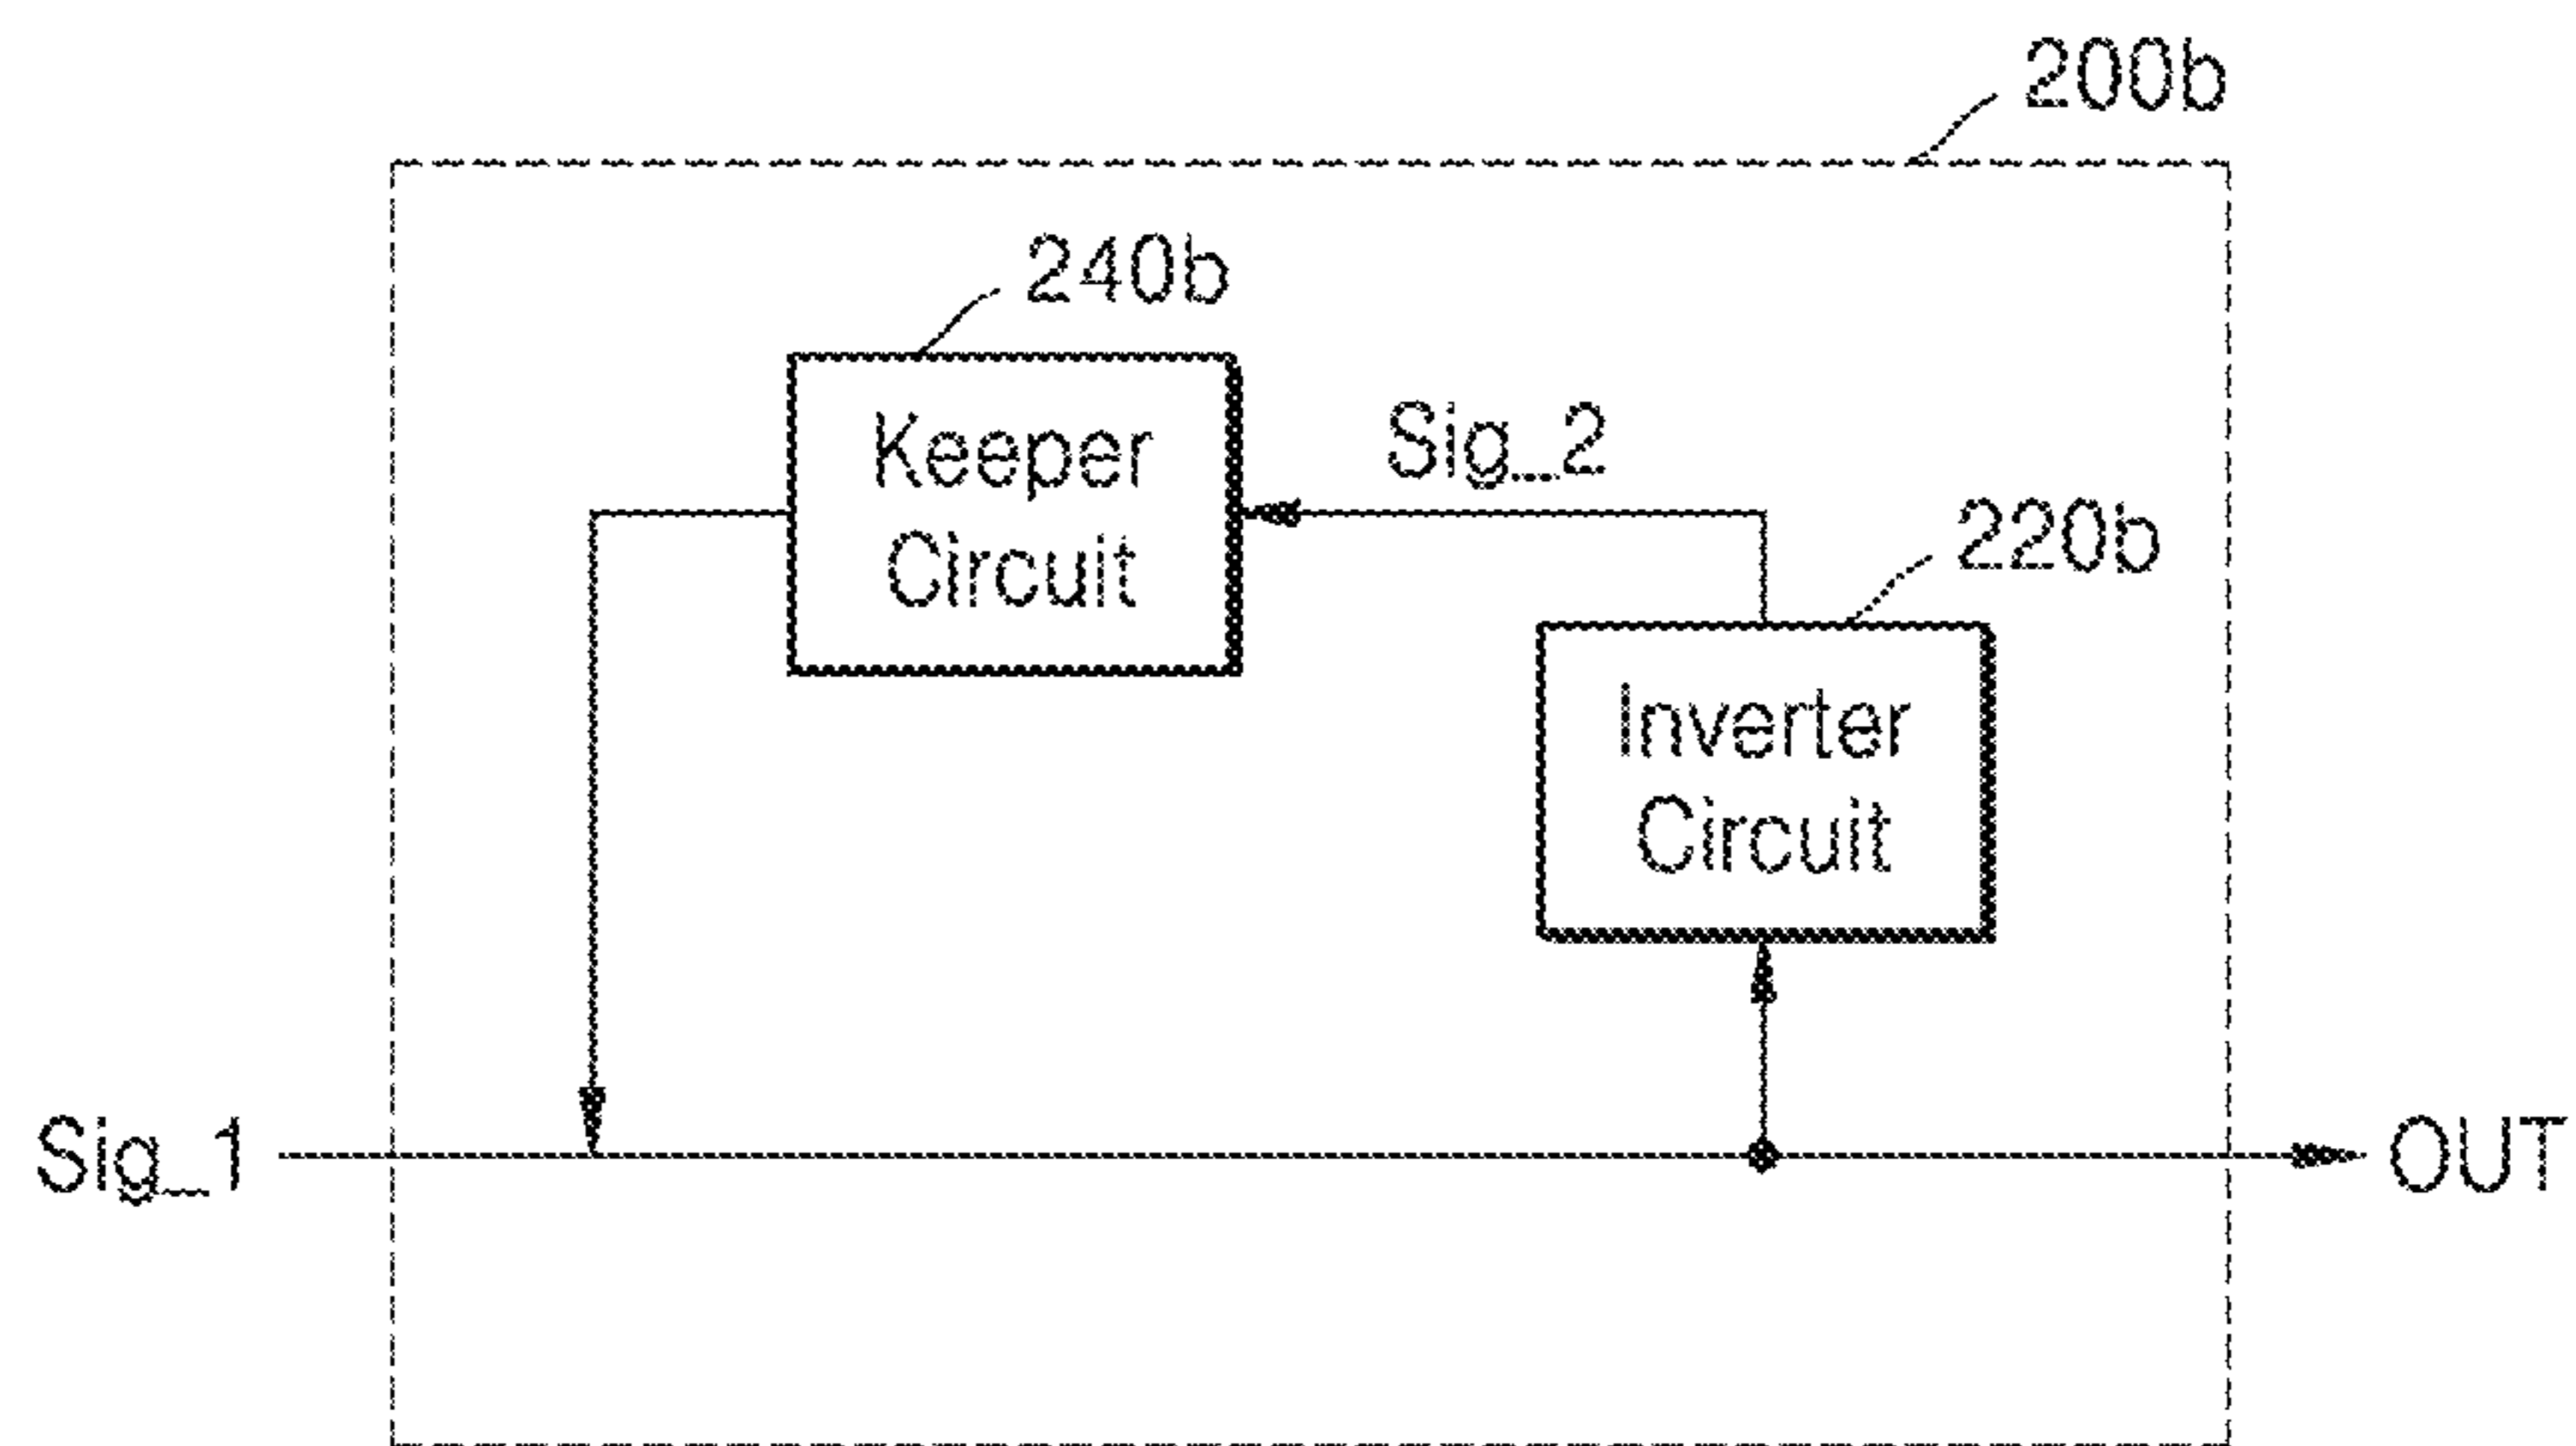 200b
240b
Keeper
Circuit
Sig_2
220b
Inverter
Circuit
Sig_1
OUT